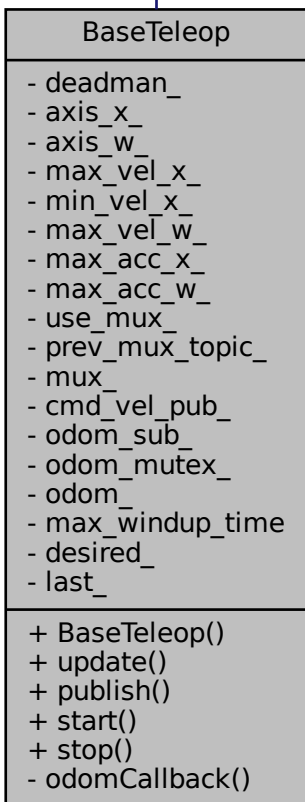 BaseTeleop
- deadman_
- axis_x_
- axis_w_
- max_vel_x_
- min_vel_x_
- max_vel_w_
- max_acc_x_
- max_acc_w_
- use_mux_
- prev_mux_topic_
- mux_
- cmd_vel_pub_
- odom_sub_
- odom_mutex_
- odom_
- max_windup_time
- desired_
- last_
+ BaseTeleop()
+ update()
+ publish()
+ start()
+ stop()
- odomCallback()